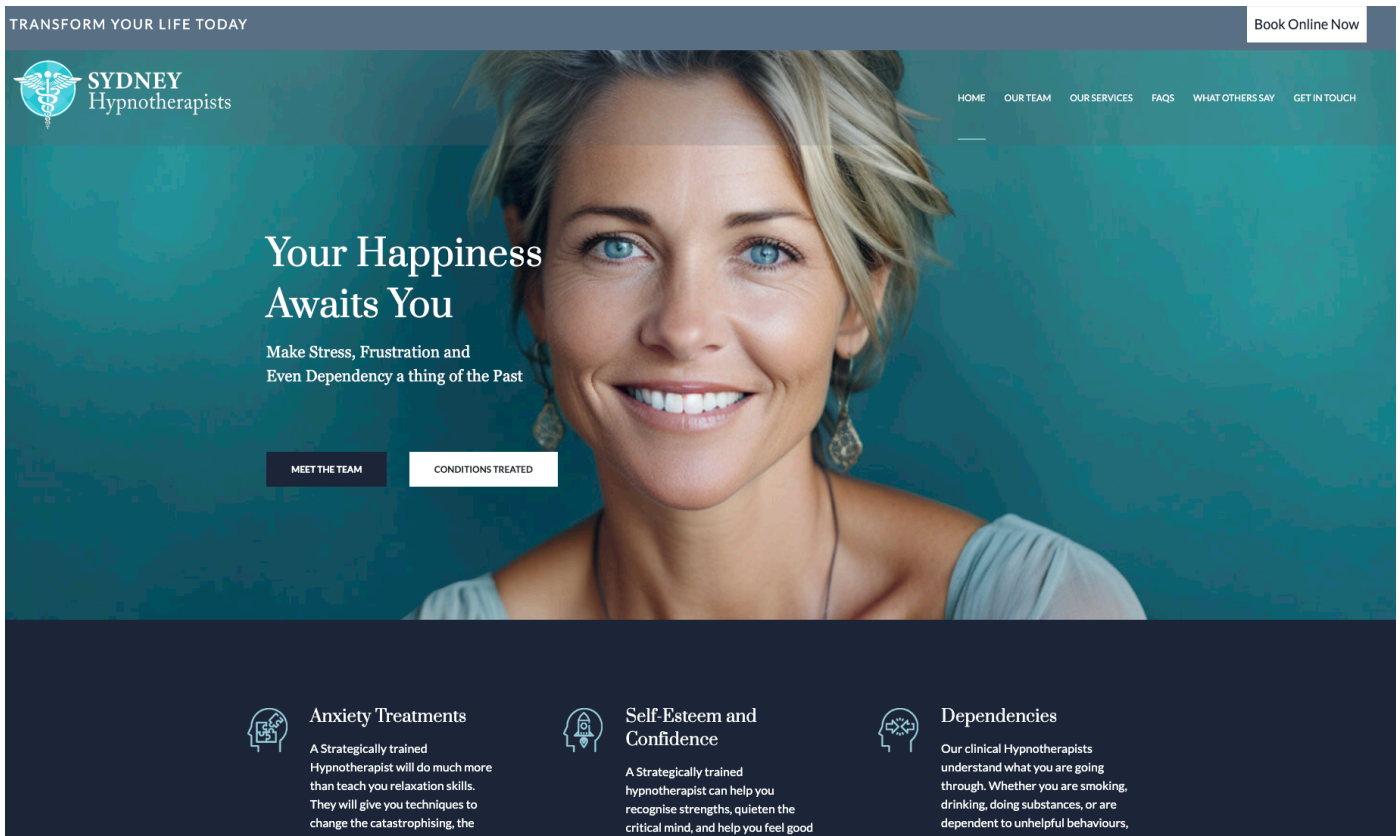 TRANSFORM YOUR LIFE TODAY
Book Online Now
SYDNEY
Hypnotherapists
HOME
OUR TEAM
OUR SERVICES
FAQS
WHAT OTHERS SAY
GET IN TOUCH
Your Happiness
Awaits You
Make Stress, Frustration and
Even Dependency a thing of the Past
MEET THE TEAM
CONDITIONS TREATED
Anxiety Treatments
A Strategically trained
Hypnotherapist will do much more
than teach you relaxation skills.
They will give you techniques to
change the catastrophising, the
Self-Esteem and
Confidence
A Strategically trained
hypnotherapist can help you
recognise strengths, quieten the
critical mind, and help you feel good
Dependencies
Our clinical Hypnotherapists
understand what you are going
through. Whether you are smoking,
drinking, doing substances, or are
dependent to unhelpful behaviours,